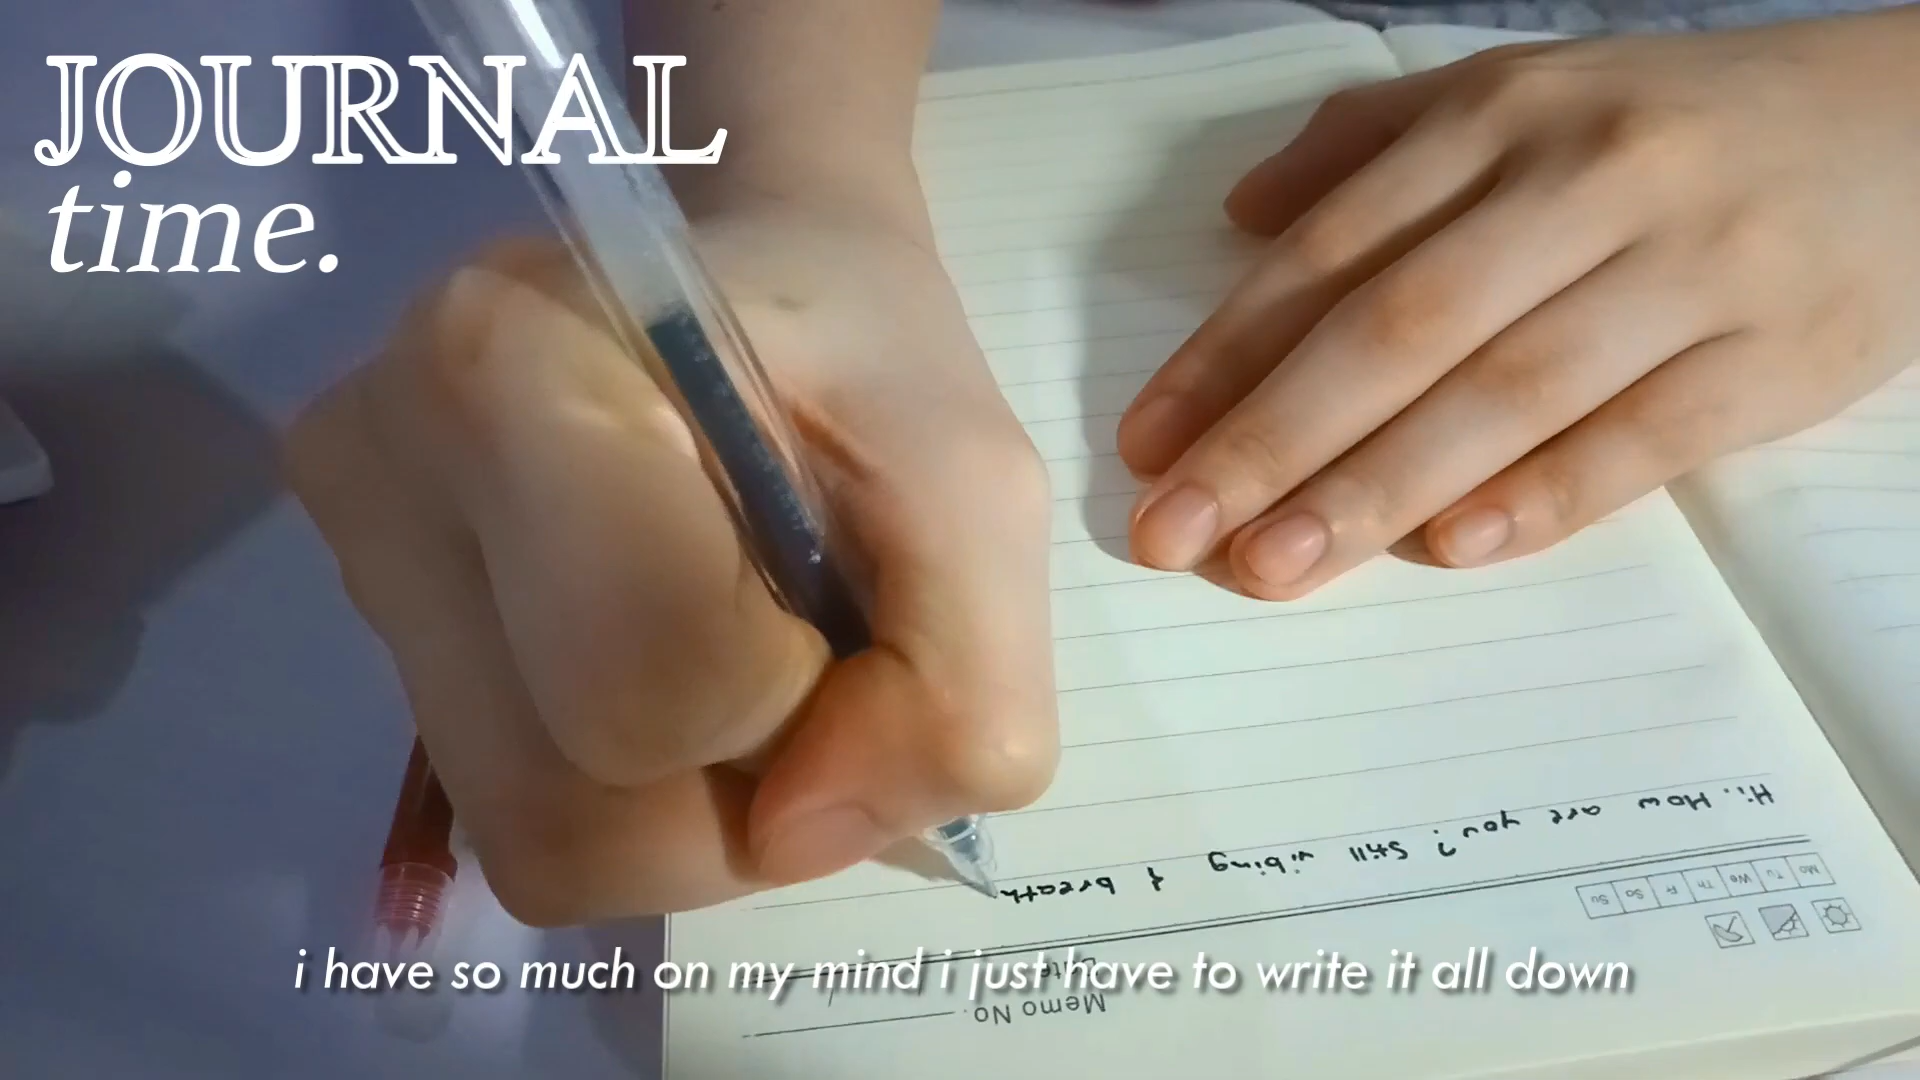 JOURNAL
time.
Memo No.
Date
Mo Tu We Th Fr Sa Su
Hi. How are you? Still vibing & breath
i have so much on my mind i just have to write it all down